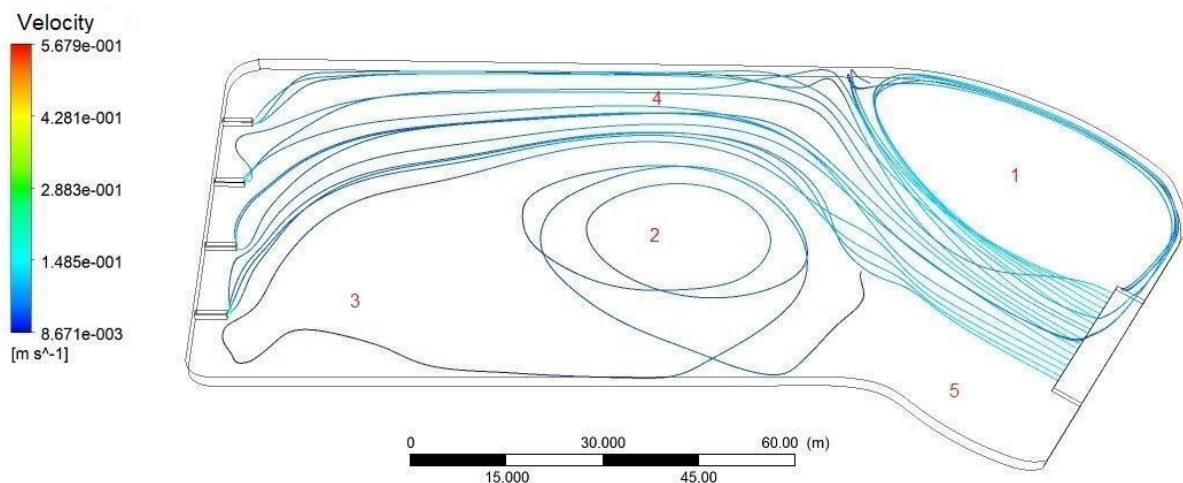 Velocity
5.679e-001
4.281e-001
2.883e-001
1.485e-001
8.671e-003
[m s^-1]
4
1
2
3
5
0 30.000 60.00 (m)
15.000 45.00